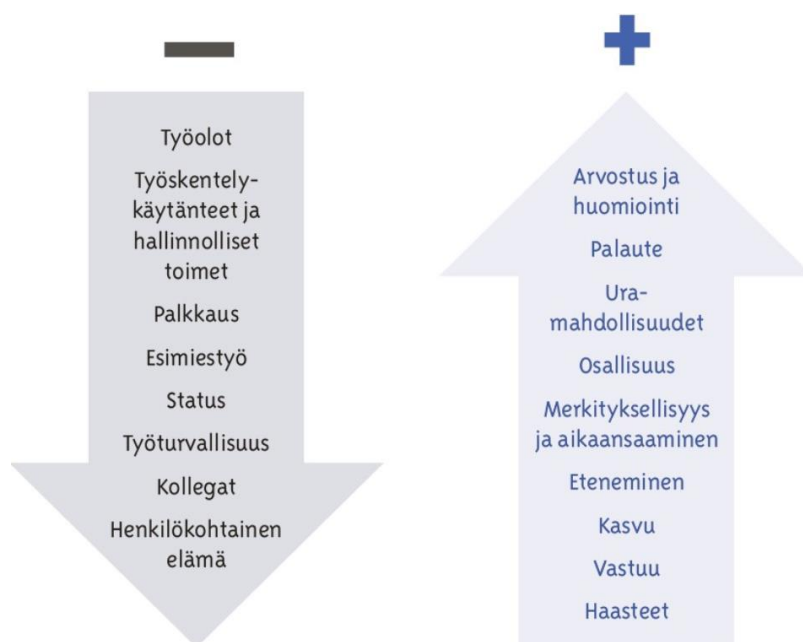 Työolot
Työskentely-
käytänteet ja
hallinnolliset
toimet
Palkkaus
Esimiestyö
Status
Työturvallisuus
Kollegat
Henkilökohtainen
elämä
Arvostus ja
huomiointi
Palaute
Ura-
mahdollisuudet
Osallisuus
Merkityksellisyys
ja aikaansaaminen
Eteneminen
Kasvu
Vastuu
Haasteet